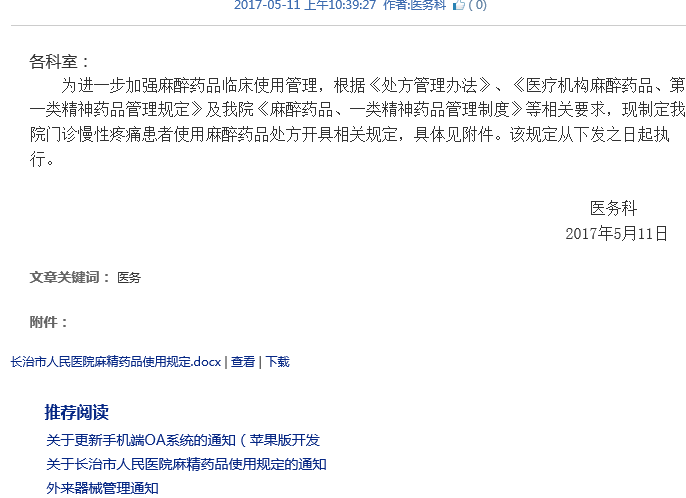 2017-05-11 上午10:39:27 作者:医务科 ( 0)
各科室：
为进一步加强麻醉药品临床使用管理，根据《处方管理办法》、《医疗机构麻醉药品、第
一类精神药品管理规定》及我院《麻醉药品、一类精神药品管理制度》等相关要求，现制定我
院门诊慢性疼痛患者使用麻醉药品处方开具相关规定，具体见附件。该规定从下发之日起执
行。
医务科
2017年5月11日
文章关键词： 医务
附件：
长治市人民医院麻精药品使用规定.docx | 查看 | 下载
推荐阅读
关于更新手机端OA系统的通知（苹果版开发
关于长治市人民医院麻精药品使用规定的通知
外来器械管理通知